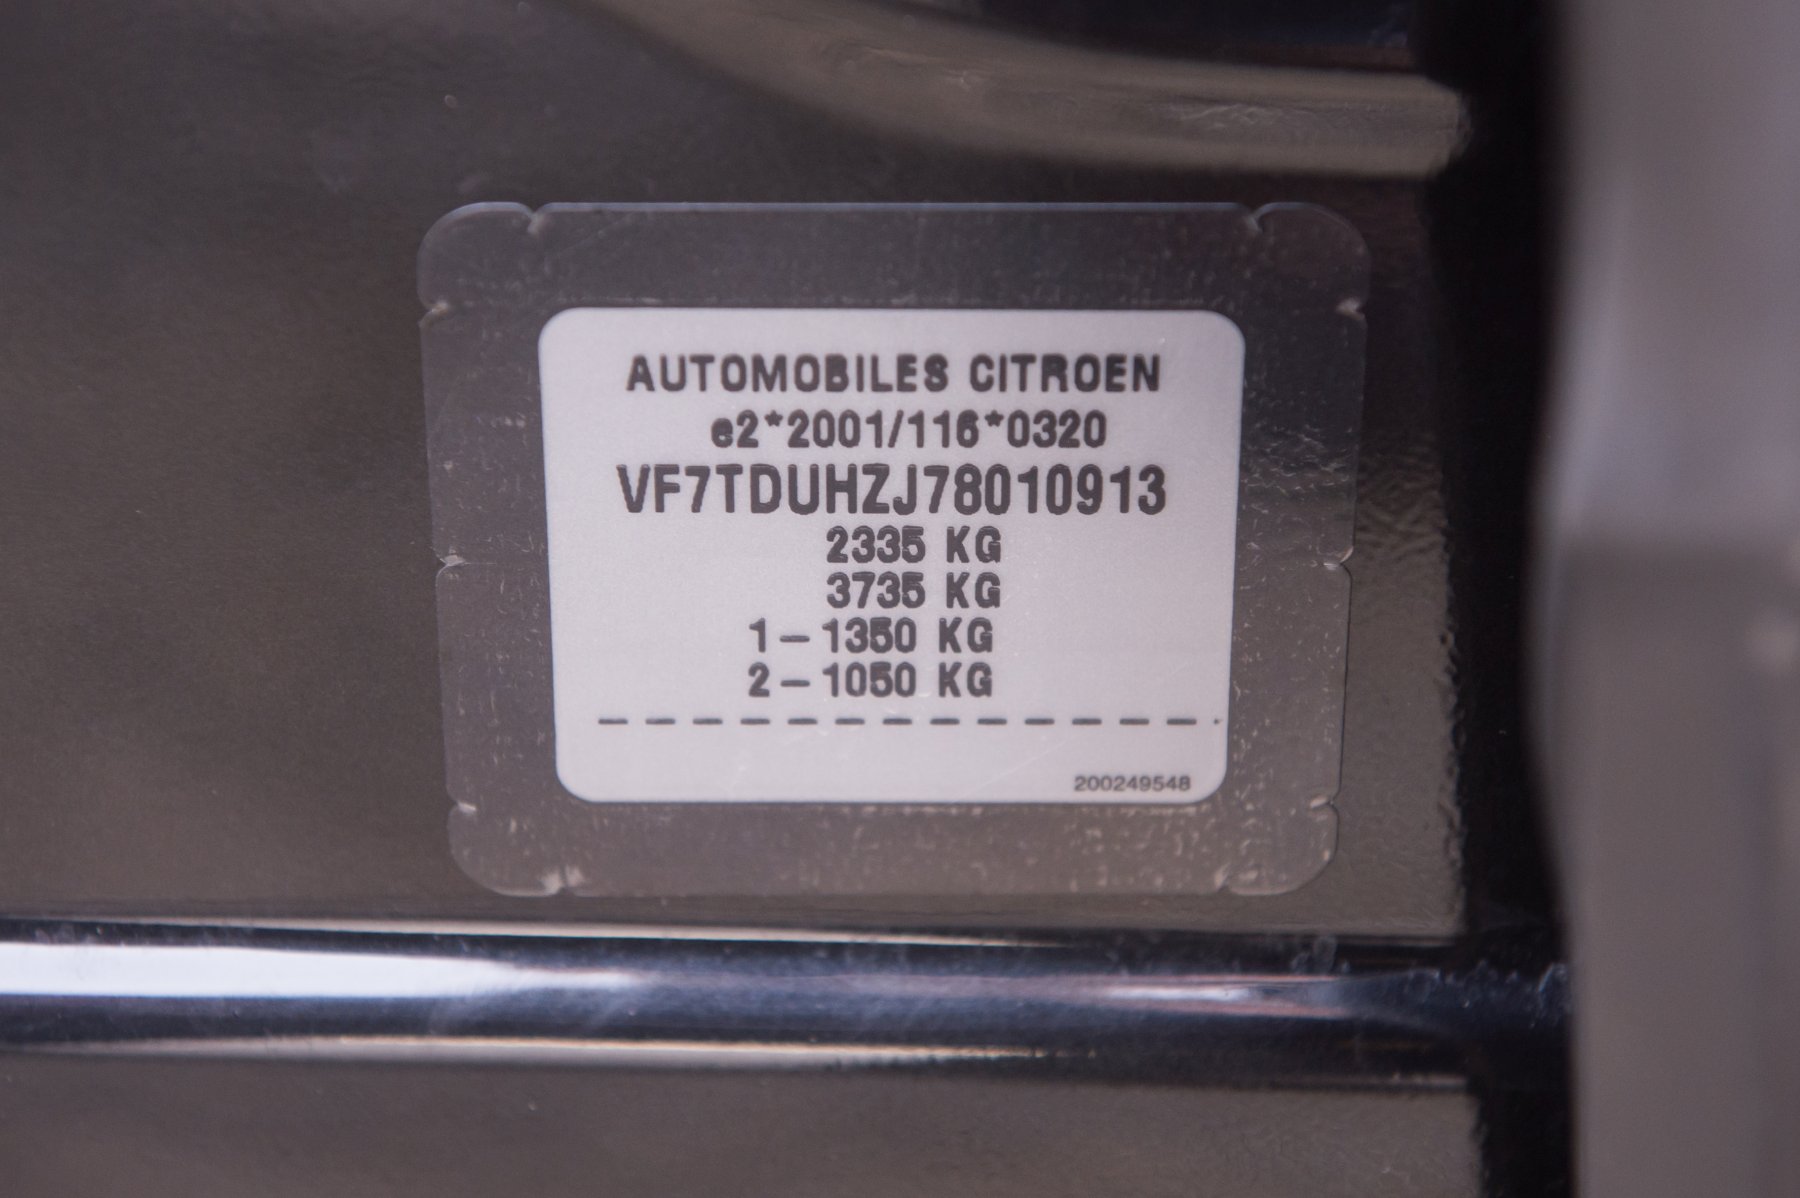 AUTOMOBILES CITROEN
e2*2001/116*0320
VF7TDUHZJ78010913
2335 KG
3735 KG
1-1350 KG
2-1050 KG
200249548